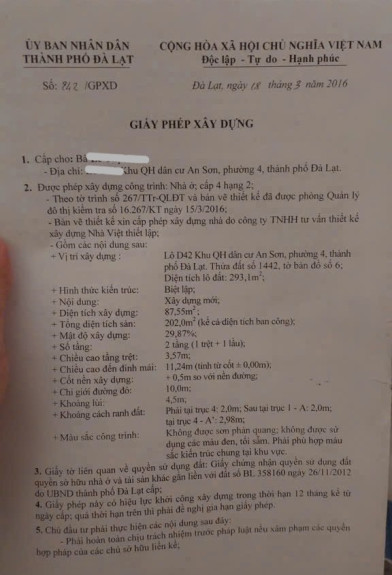 ỦY BAN NHÂN DÂN
THÀNH PHỐ ĐÀ LẠT
CỘNG HÒA XÃ HỘI CHỦ NGHĨA VIỆT NAM
Độc lập - Tự do - Hạnh phúc
Số: 842 /GPXD
Đà Lạt, ngày 18 tháng 3 năm 2016
GIẤY PHÉP XÂY DỰNG
1. Cấp cho: Bà
- Địa chỉ: Khu QH dân cư An Sơn, phường 4, thành phố Đà Lạt.
2. Được phép xây dựng công trình: Nhà ở; cấp 4 hạng 2;
- Theo tờ trình số 267/TTr-QLĐT và bản vẽ thiết kế đã được phòng Quản lý
đô thị kiểm tra số 16.267/KT ngày 15/3/2016;
- Bản vẽ thiết kế xin cấp phép xây dựng nhà do công ty TNHH tư vấn thiết kế
xây dựng Nhà Việt thiết lập;
- Gồm các nội dung sau:
+ Vị trí xây dựng : Lô D42 Khu QH dân cư An Sơn, phường 4, thành
phố Đà Lạt. Thửa đất số 1442, tờ bản đồ số 6;
Diện tích lô đất: 293,1m²;
+ Hình thức kiến trúc: Biệt lập;
+ Nội dung: Xây dựng mới;
+ Diện tích xây dựng: 87,55m²;
+ Tổng diện tích sàn: 202,0m² (kể cả diện tích ban công);
+ Mật độ xây dựng: 29,87%;
+ Số tầng: 2 tầng (1 trệt + 1 lầu);
+ Chiều cao tầng trệt: 3,57m;
+ Chiều cao đến đỉnh mái: 11,24m (tính từ cốt ± 0,00m);
+ Cốt nền xây dựng: + 0,5m so với nền đường;
+ Chỉ giới đường đỏ: 10,0m;
+ Khoảng lùi: 4,5m;
+ Khoảng cách ranh đất: Phải tại trục 4: 2,0m; Sau tại trục 1 - A: 2,0m;
tại trục 4 - A': 2,98m;
+ Màu sắc công trình: Không được sơn phản quang; không được sử
dụng các màu đen, tối sẫm. Phải phù hợp màu
sắc kiến trúc chung tại khu vực.
3. Giấy tờ liên quan về quyền sử dụng đất: Giấy chứng nhận quyền sử dụng đất
quyền sở hữu nhà ở và tài sản khác gắn liền với đất số BL 358160 ngày 26/11/2012
do UBND thành phố Đà Lạt cấp;
4. Giấy phép này có hiệu lực khởi công xây dựng trong thời hạn 12 tháng kể từ
ngày cấp; quá thời hạn trên thì phải đề nghị gia hạn giấy phép.
5. Chủ đầu tư phải thực hiện các nội dung sau đây:
- Phải hoàn toàn chịu trách nhiệm trước pháp luật nếu xâm phạm các quyền
hợp pháp của các chủ sở hữu liền kề;